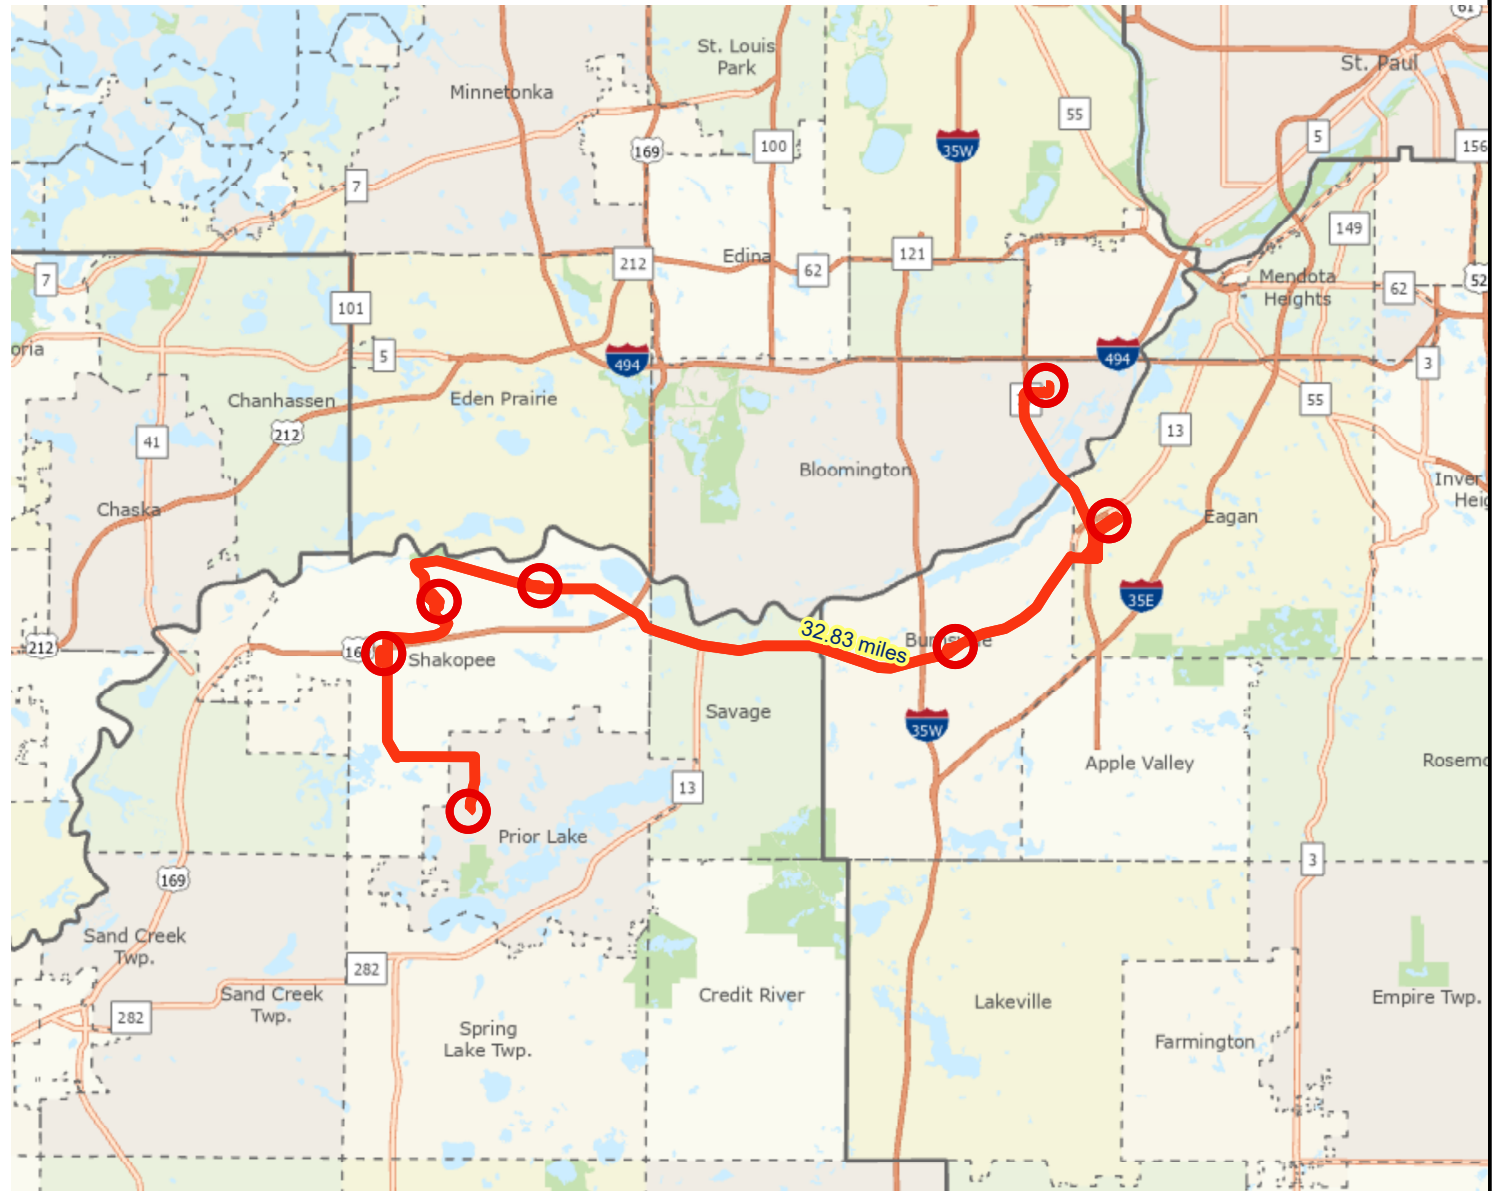 61
St. Louis
Park
St. Paul
Minnetonka
55
5
35W
100
169
156
7
149
Edina
121
212
62
7
Mendota
Heights
52
62
101
oria
5
494
494
3
Chanhassen
Eden Prairie
55
212
41
13
Bloomington
Inver
Heig
Chaska
Eagan
35E
32.83 miles
212
16
Shakopee
Savage
35W
Apple Valley
Rosemo
13
Prior Lake
3
169
Sand Creek
Twp.
282
Sand Creek
Twp.
Credit River
Lakeville
Empire Twp.
282
Spring
Lake Twp.
Farmington